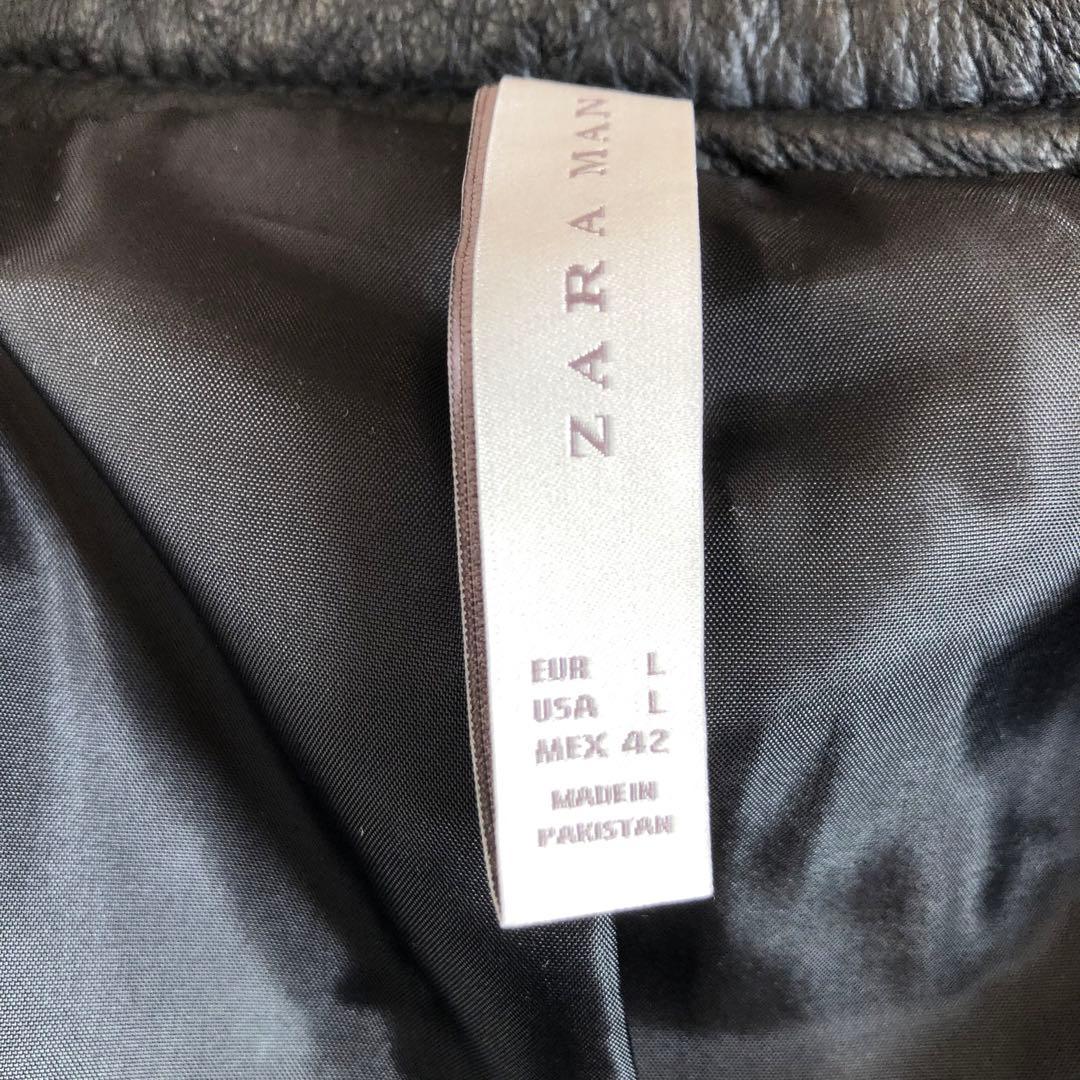 ZARA MAN
EUR L
USA L
MEX 42
MADE IN
PAKISTAN